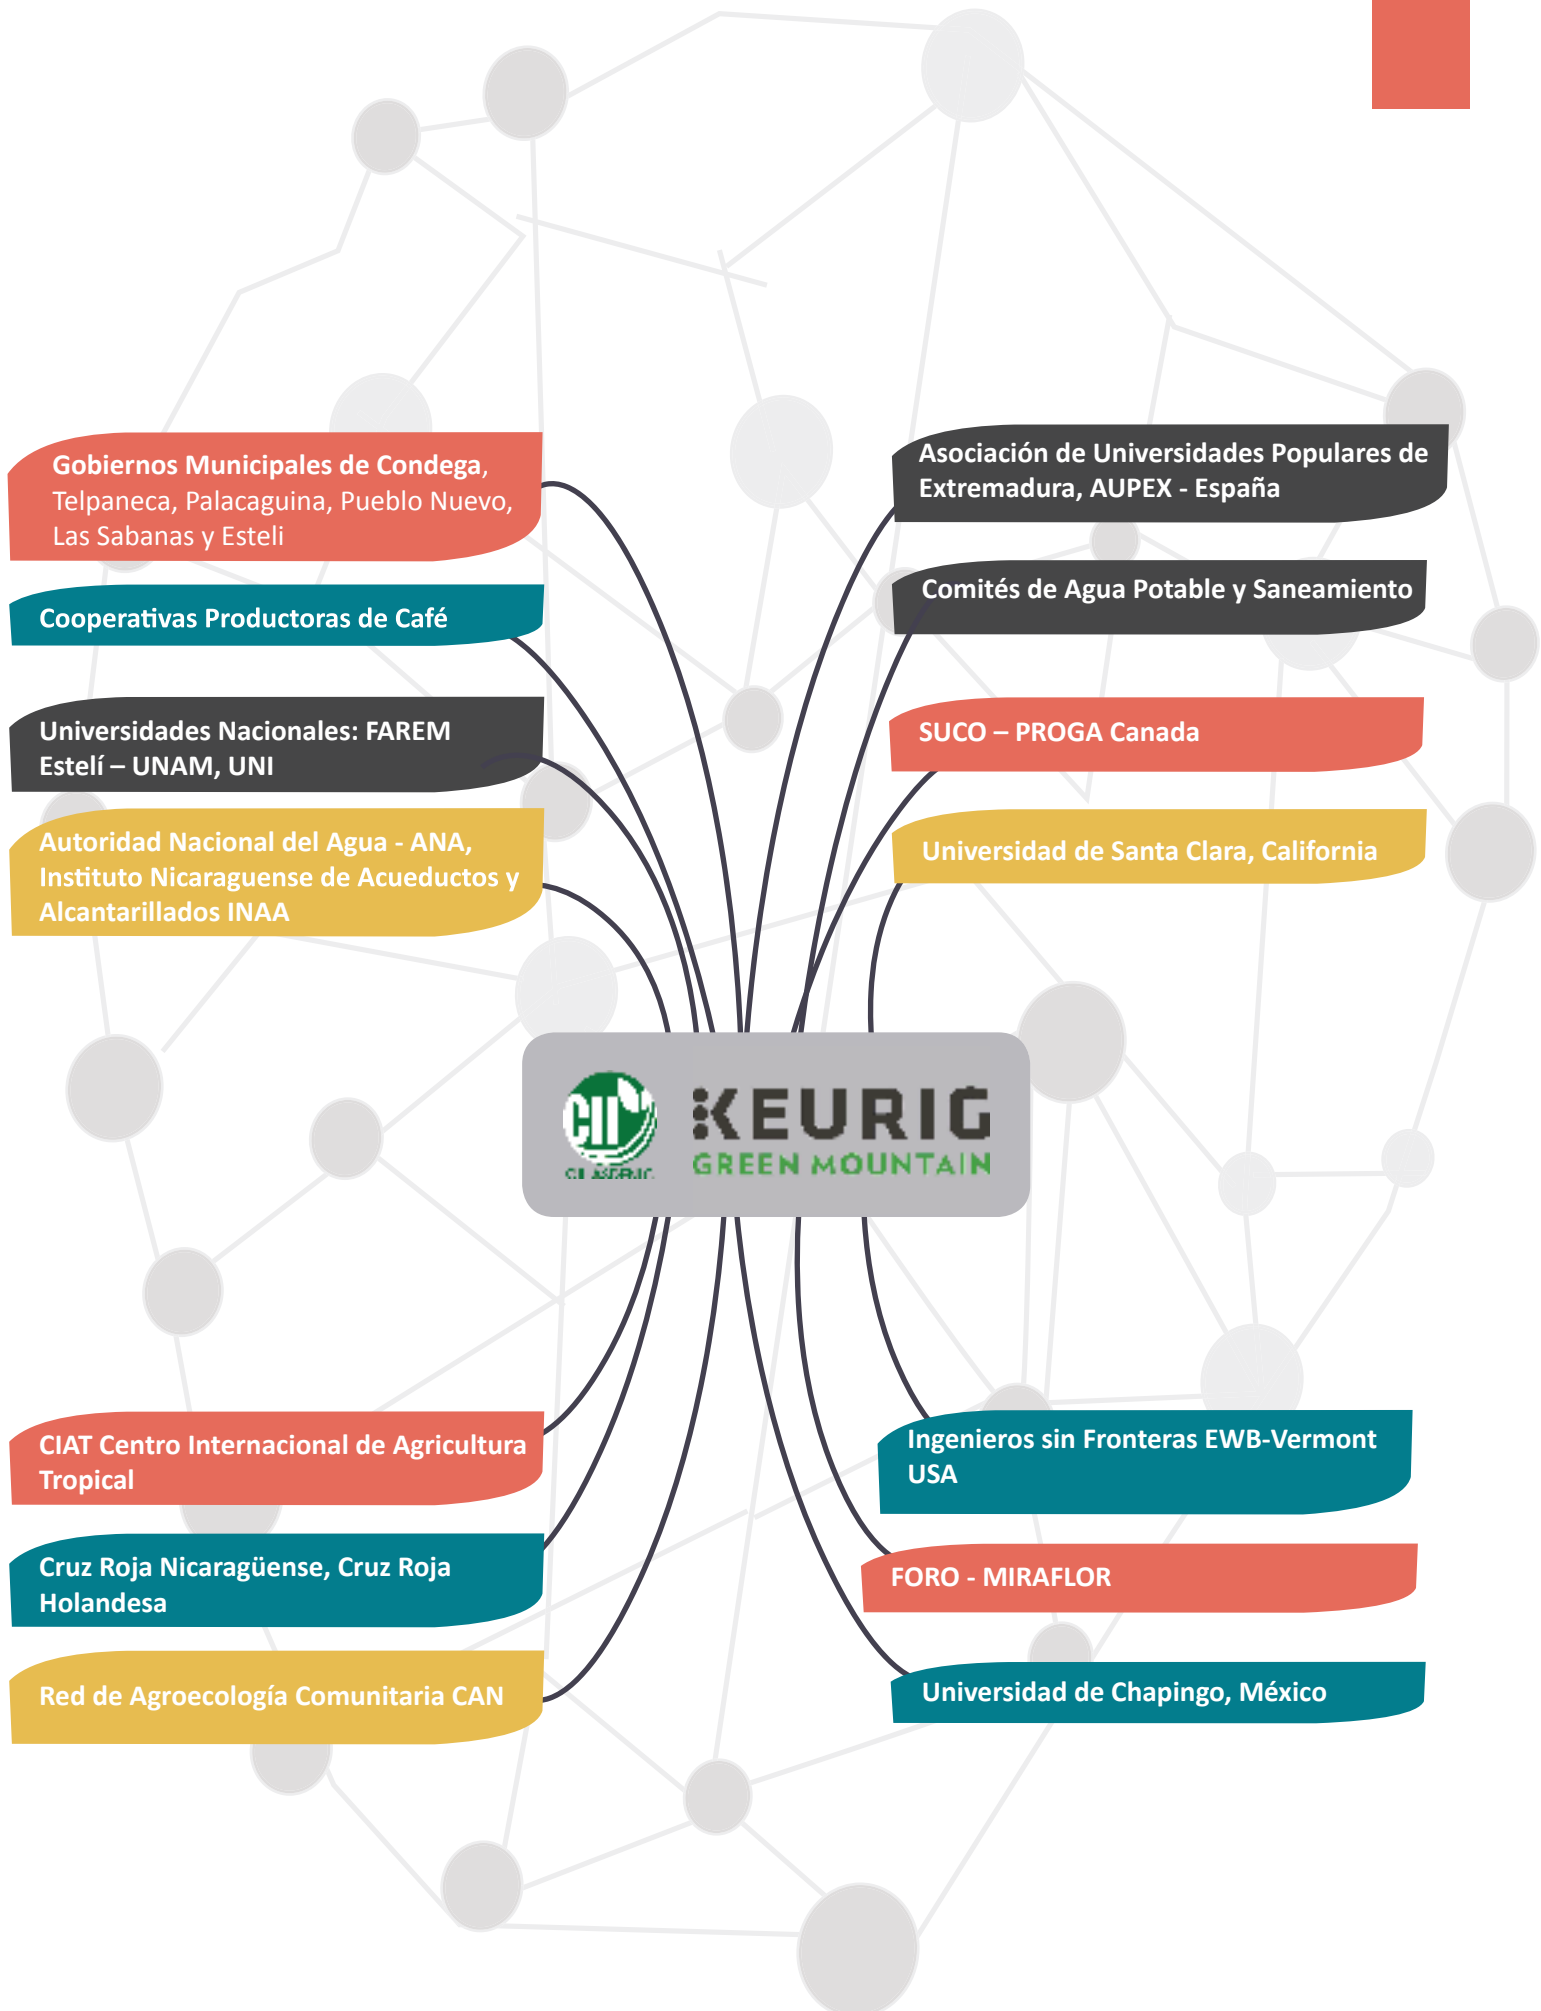 Gobiernos Municipales de Condega,
Telpaneca, Palacaguina, Pueblo Nuevo,
Las Sabanas y Esteli
Cooperativas Productoras de Café
Universidades Nacionales: FAREM
Estelí – UNAM, UNI
Autoridad Nacional del Agua - ANA,
Instituto Nicaraguense de Acueductos y
Alcantarillados INAA
Asociación de Universidades Populares de
Extremadura, AUPEX - España
Comités de Agua Potable y Saneamiento
SUCO – PROGA Canada
Universidad de Santa Clara, California
CII
KEURIG
GREEN MOUNTAIN
CIAT Centro Internacional de Agricultura
Tropical
Cruz Roja Nicaragüense, Cruz Roja
Holandesa
Red de Agroecología Comunitaria CAN
Ingenieros sin Fronteras EWB-Vermont
USA
FORO - MIRAFLOR
Universidad de Chapingo, México